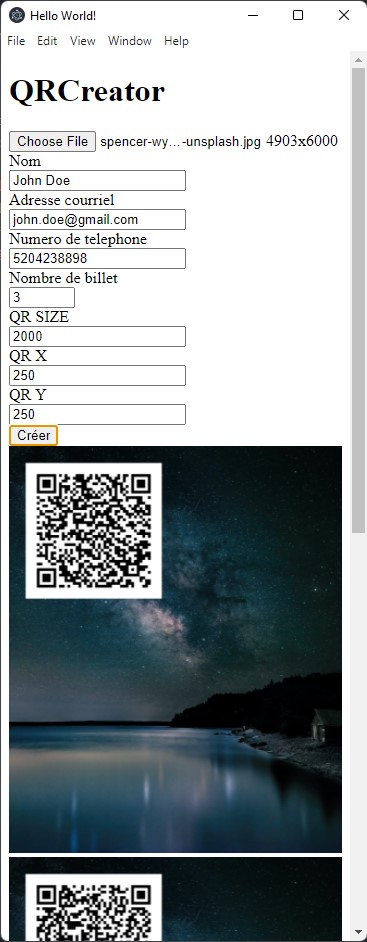 Hello World!
File Edit View Window Help
QRCreator
Choose File spencer-wy…-unsplash.jpg 4903x6000
Nom
John Doe
Adresse courriel
john.doe@gmail.com
Numero de telephone
5204238898
Nombre de billet
3
QR SIZE
2000
QR X
250
QR Y
250
Créer